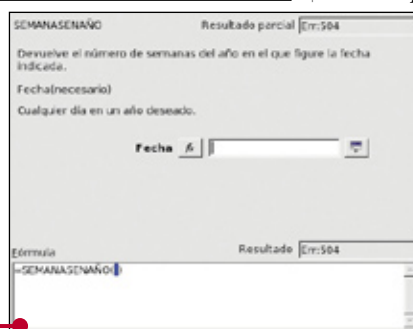 SEMANASENAÑO Resultado parcial Err:504
Devuelve el número de semanas del año en el que figure la fecha
indicada.
Fecha(necesario)
Cualquier día en un año deseado.
Fecha fx
Fórmula Resultado Err:504
=SEMANASENAÑO()